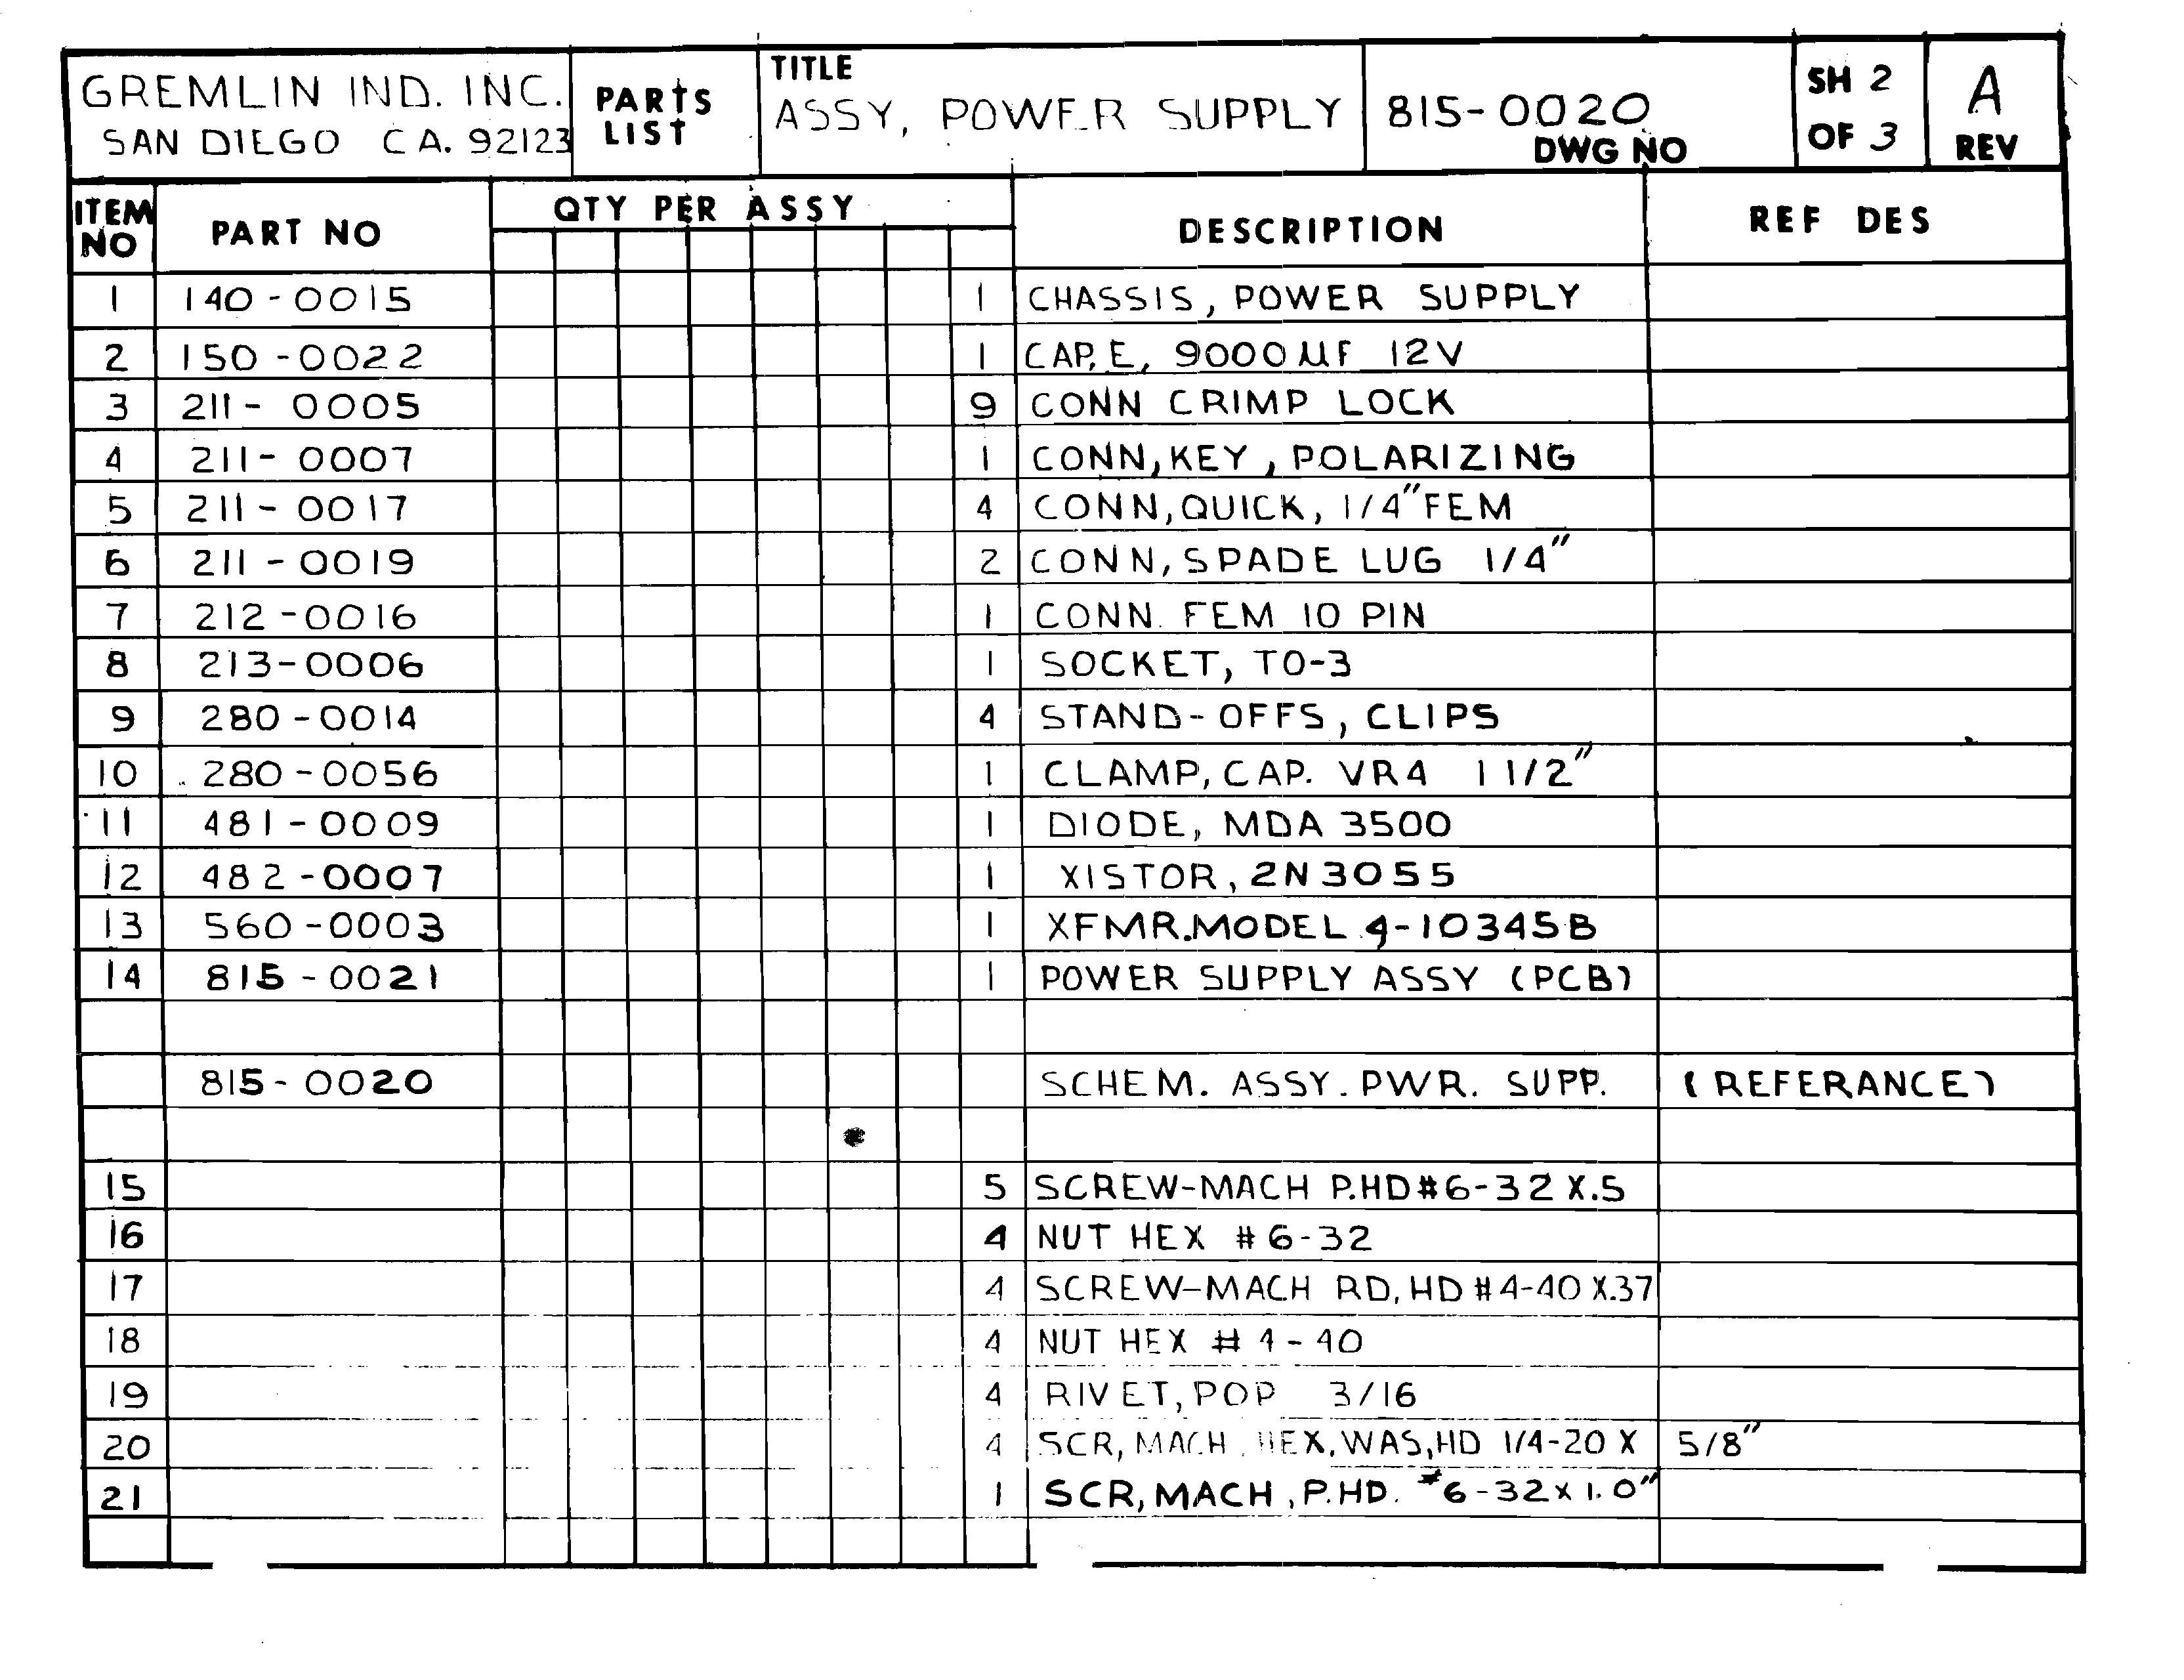 GREMLIN IND. INC.
SAN DIEGO CA. 92123
PARTS
LIST
TITLE
ASSY, POWER SUPPLY
815-0020
DWG NO
SH 2
OF 3
A
REV
ITEM
NO
PART NO
QTY PER ASSY
DESCRIPTION
REF DES
1 140-0015 1 CHASSIS, POWER SUPPLY
2 150-0022 1 CAP, E, 9000 µF 12V
3 211-0005 9 CONN CRIMP LOCK
4 211-0007 1 CONN, KEY, POLARIZING
5 211-0017 4 CONN, QUICK, 1/4" FEM
6 211-0019 2 CONN, SPADE LUG 1/4"
7 212-0016 1 CONN. FEM 10 PIN
8 213-0006 1 SOCKET, TO-3
9 280-0014 4 STAND-OFFS, CLIPS
10 280-0056 1 CLAMP, CAP. VR4 1 1/2"
11 481-0009 1 DIODE, MDA 3500
12 482-0007 1 XISTOR, 2N3055
13 560-0003 1 XFMR. MODEL 4-10345B
14 815-0021 1 POWER SUPPLY ASSY (PCB)
815-0020 SCHEM. ASSY. PWR. SUPP. (REFERANCE)
15 5 SCREW-MACH P.HD #6-32 X .5
16 4 NUT HEX #6-32
17 4 SCREW-MACH RD, HD #4-40 X .37
18 4 NUT HEX #4-40
19 4 RIVET, POP 3/16
20 4 SCR, MACH, HEX, WAS, HD 1/4-20 X 5/8"
21 1 SCR, MACH, P.HD. #6-32 X 1.0"